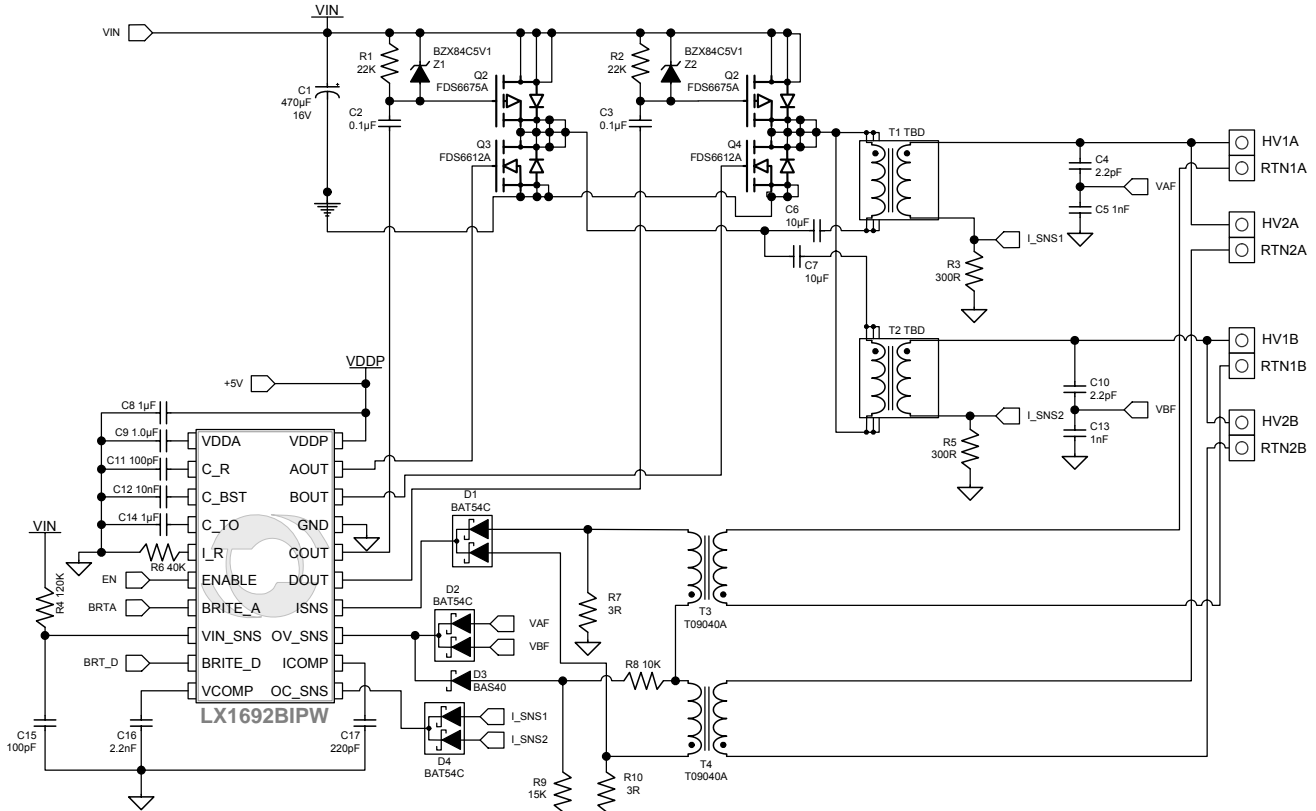 VIN
VIN
C1
470µF
16V
R1
22K
BZX84C5V1
Z1
C2
0.1µF
Q2
FDS6675A
Q3
FDS6612A
R2
22K
BZX84C5V1
Z2
C3
0.1µF
Q2
FDS6675A
Q4
FDS6612A
C6
10µF
C7
10µF
T1 TBD
C4
2.2pF
VAF
C5 1nF
I_SNS1
R3
300R
HV1A
RTN1A
HV2A
RTN2A
T2 TBD
C10
2.2pF
VBF
C13
1nF
I_SNS2
R5
300R
HV1B
RTN1B
HV2B
RTN2B
VDDP
+5V
C8 1µF
C9 1.0µF
C11 100pF
C12 10nF
C14 1µF
R6 40K
VIN
R4 120K
EN
BRTA
BRT_D
VDDA
C_R
C_BST
C_TO
I_R
ENABLE
BRITE_A
VIN_SNS
BRITE_D
VCOMP
VDDP
AOUT
BOUT
GND
COUT
DOUT
ISNS
OV_SNS
ICOMP
OC_SNS
LX1692BIPW
C15
100pF
C16
2.2nF
C17
220pF
D1
BAT54C
D2
BAT54C
VAF
VBF
D3
BAS40
I_SNS1
I_SNS2
D4
BAT54C
R7
3R
R8 10K
R9
15K
R10
3R
T3
T09040A
T4
T09040A